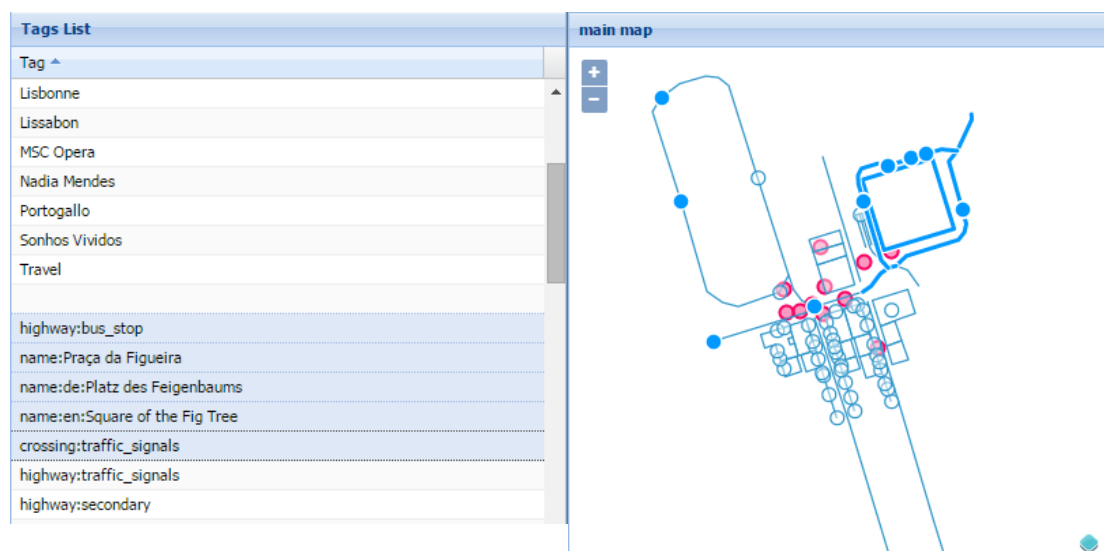 Tags List
Tag
Lisbonne
Lissabon
MSC Opera
Nadia Mendes
Portogallo
Sonhos Vividos
Travel
highway:bus_stop
name:Praça da Figueira
name:de:Platz des Feigenbaums
name:en:Square of the Fig Tree
crossing:traffic_signals
highway:traffic_signals
highway:secondary
main map
+
−